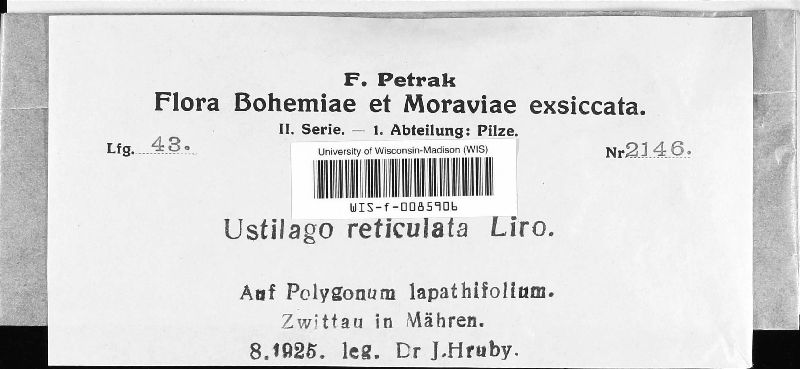 F. Petrak
Flora Bohemiae et Moraviae exsiccata.
II. Serie. — 1. Abteilung: Pilze.
Lfg. 43. Nr 2146.
University of Wisconsin-Madison (WIS)
WIS-f-0085906
Ustilago reticulata Liro.
Auf Polygonum lapathifolium.
Zwittau in Mähren.
8.1925. leg. Dr J.Hruby.